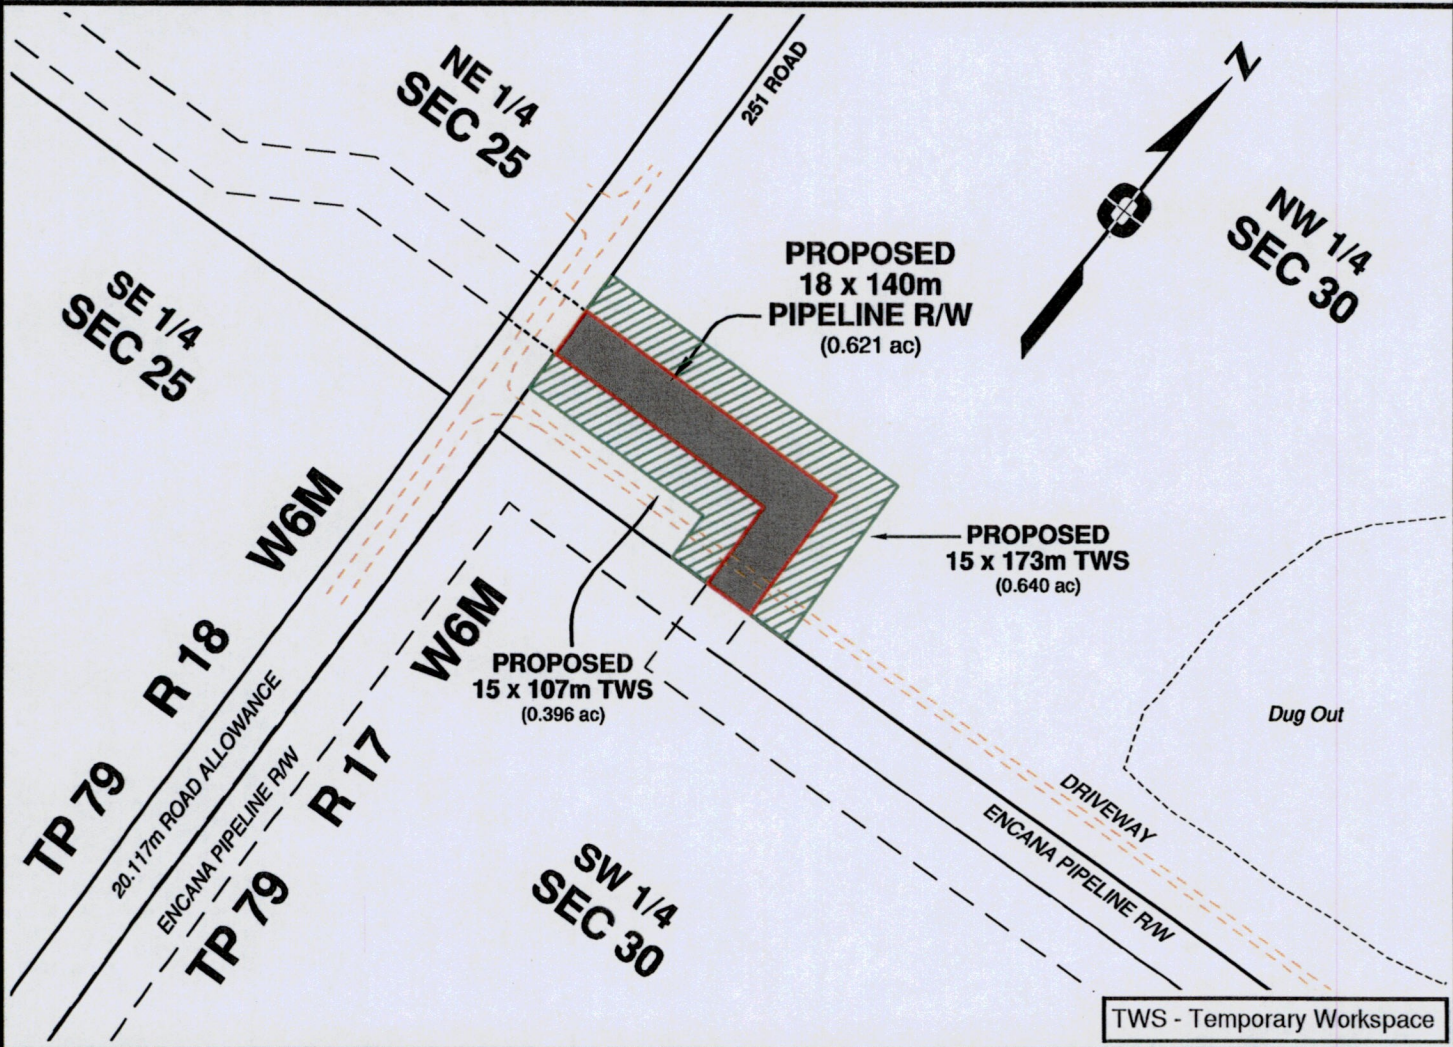 NE 1/4
SEC 25
251 ROAD
N
NW 1/4
SEC 30
SE 1/4
SEC 25
PROPOSED
18 x 140m
PIPELINE R/W
(0.621 ac)
W6M
R 18
TP 79
20.117m ROAD ALLOWANCE
ENCANA PIPELINE R/W
W6M
R 17
TP 79
PROPOSED
15 x 173m TWS
(0.640 ac)
PROPOSED
15 x 107m TWS
(0.396 ac)
Dug Out
DRIVEWAY
ENCANA PIPELINE R/W
SW 1/4
SEC 30
TWS - Temporary Workspace